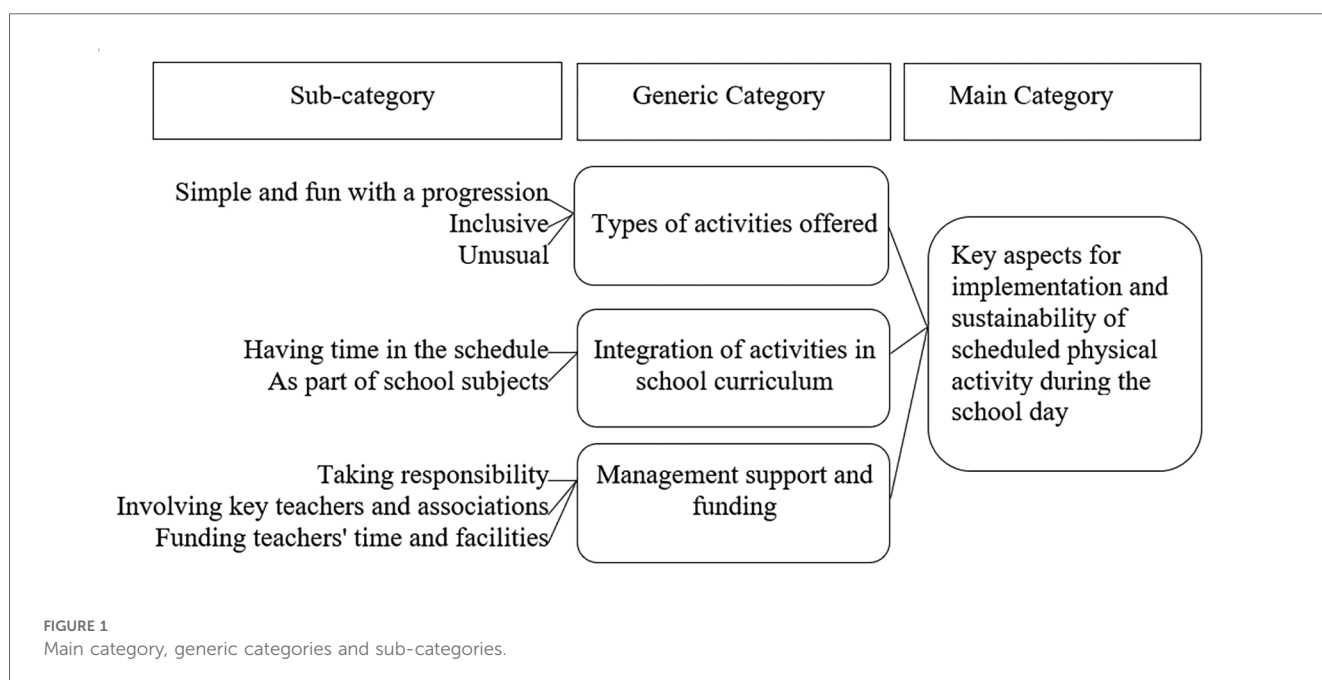 Sub-category
Generic Category
Main Category
Simple and fun with a progression
Inclusive
Unusual
Types of activities offered
Having time in the schedule
As part of school subjects
Integration of activities in
school curriculum
Taking responsibility
Involving key teachers and associations
Funding teachers' time and facilities
Management support and
funding
Key aspects for
implementation and
sustainability of
scheduled physical
activity during the
school day
FIGURE 1
Main category, generic categories and sub-categories.